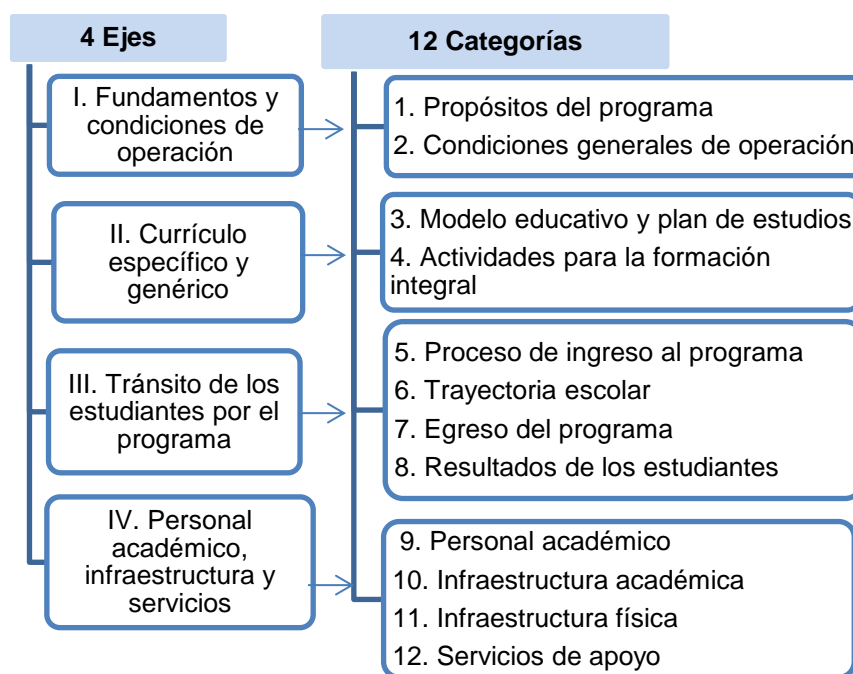 4 Ejes
12 Categorías
I. Fundamentos y
condiciones de
operación
1. Propósitos del programa
2. Condiciones generales de operación
II. Currículo
específico y
genérico
3. Modelo educativo y plan de estudios
4. Actividades para la formación
integral
III. Tránsito de los
estudiantes por el
programa
5. Proceso de ingreso al programa
6. Trayectoria escolar
7. Egreso del programa
8. Resultados de los estudiantes
IV. Personal
académico,
infraestructura y
servicios
9. Personal académico
10. Infraestructura académica
11. Infraestructura física
12. Servicios de apoyo